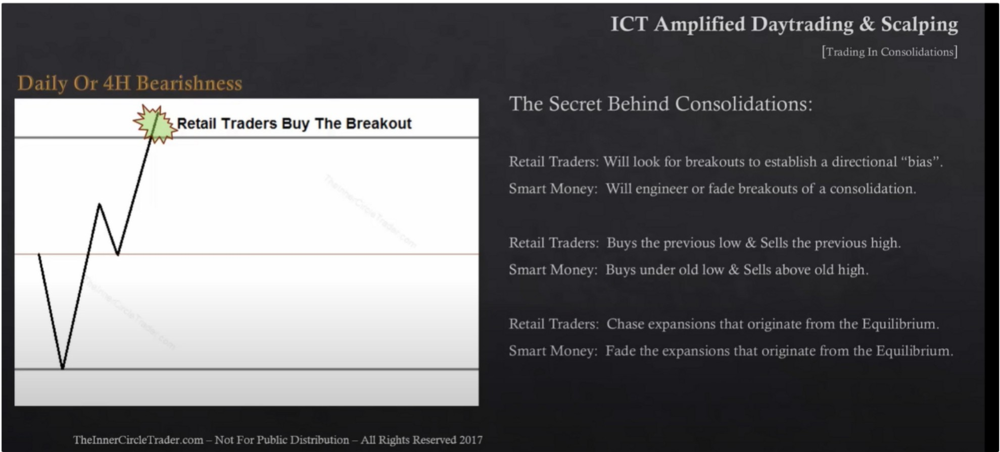 ICT Amplified Daytrading & Scalping
[Trading In Consolidations]
Daily Or 4H Bearishness
Retail Traders Buy The Breakout
TheInnerCircleTrader.com
TheInnerCircleTrader.com
The Secret Behind Consolidations:
Retail Traders: Will look for breakouts to establish a directional “bias”.
Smart Money:  Will engineer or fade breakouts of a consolidation.
Retail Traders:  Buys the previous low & Sells the previous high.
Smart Money:  Buys under old low & Sells above old high.
Retail Traders:  Chase expansions that originate from the Equilibrium.
Smart Money:  Fade the expansions that originate from the Equilibrium.
TheInnerCircleTrader.com – Not For Public Distribution – All Rights Reserved 2017